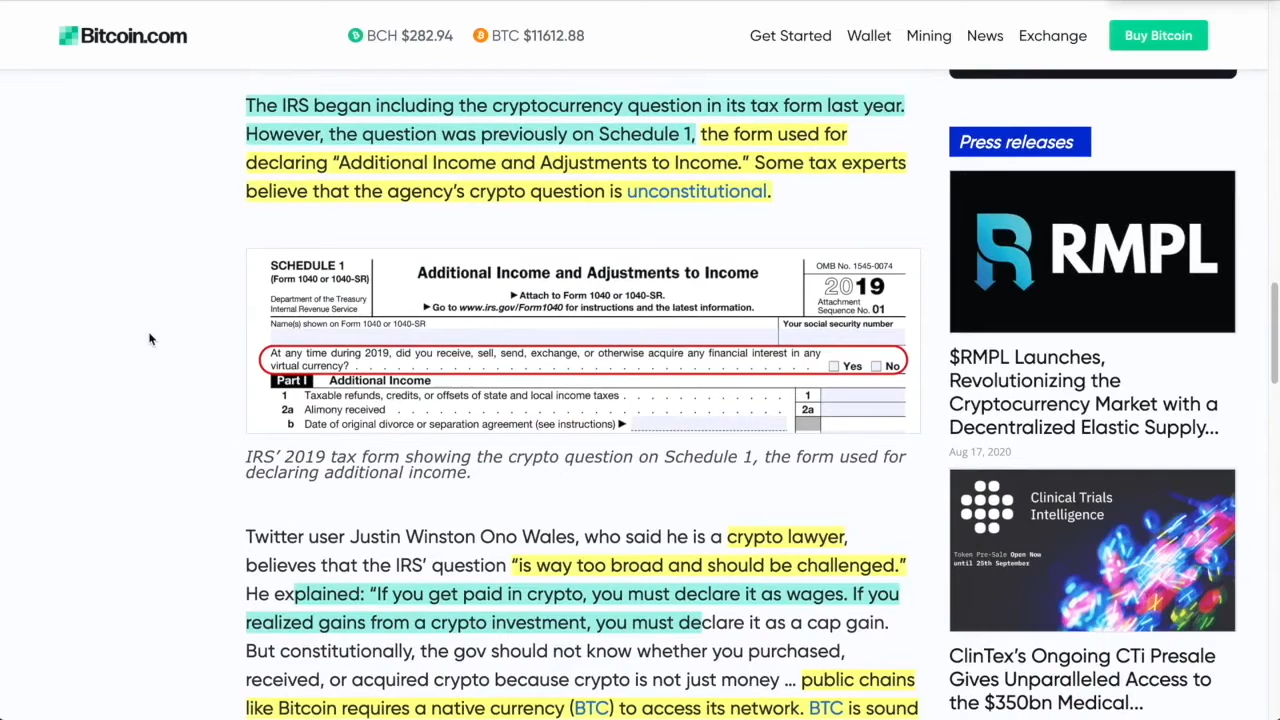 Bitcoin.com
BCH $282.94
BTC $11612.88
Get Started
Wallet
Mining
News
Exchange
Buy Bitcoin
The IRS began including the cryptocurrency question in its tax form last year.
However, the question was previously on Schedule 1, the form used for
declaring “Additional Income and Adjustments to Income.” Some tax experts
believe that the agency’s crypto question is unconstitutional.
SCHEDULE 1
(Form 1040 or 1040-SR)
Department of the Treasury
Internal Revenue Service
Additional Income and Adjustments to Income
▶ Attach to Form 1040 or 1040-SR.
▶ Go to www.irs.gov/Form1040 for instructions and the latest information.
OMB No. 1545-0074
2019
Attachment
Sequence No. 01
Name(s) shown on Form 1040 or 1040-SR
Your social security number
At any time during 2019, did you receive, sell, send, exchange, or otherwise acquire any financial interest in any
virtual currency? . . . . . . . . . . . . . . . . . . . . . . . Yes No
Part I Additional Income
1 Taxable refunds, credits, or offsets of state and local income taxes . . . . . . . . . . . 1
2a Alimony received . . . . . . . . . . . . . . . . . . . . . . . 2a
b Date of original divorce or separation agreement (see instructions) ▶
IRS’ 2019 tax form showing the crypto question on Schedule 1, the form used for
declaring additional income.
Twitter user Justin Winston Ono Wales, who said he is a crypto lawyer,
believes that the IRS’ question “is way too broad and should be challenged.”
He explained: “If you get paid in crypto, you must declare it as wages. If you
realized gains from a crypto investment, you must declare it as a cap gain.
But constitutionally, the gov should not know whether you purchased,
received, or acquired crypto because crypto is not just money … public chains
like Bitcoin requires a native currency (BTC) to access its network. BTC is sound
Press releases
RMPL
$RMPL Launches,
Revolutionizing the
Cryptocurrency Market with a
Decentralized Elastic Supply...
Aug 17, 2020
Clinical Trials
Intelligence
Token Pre-Sale Open Now
until 25th September
ClinTex’s Ongoing CTi Presale
Gives Unparalleled Access to
the $350bn Medical...